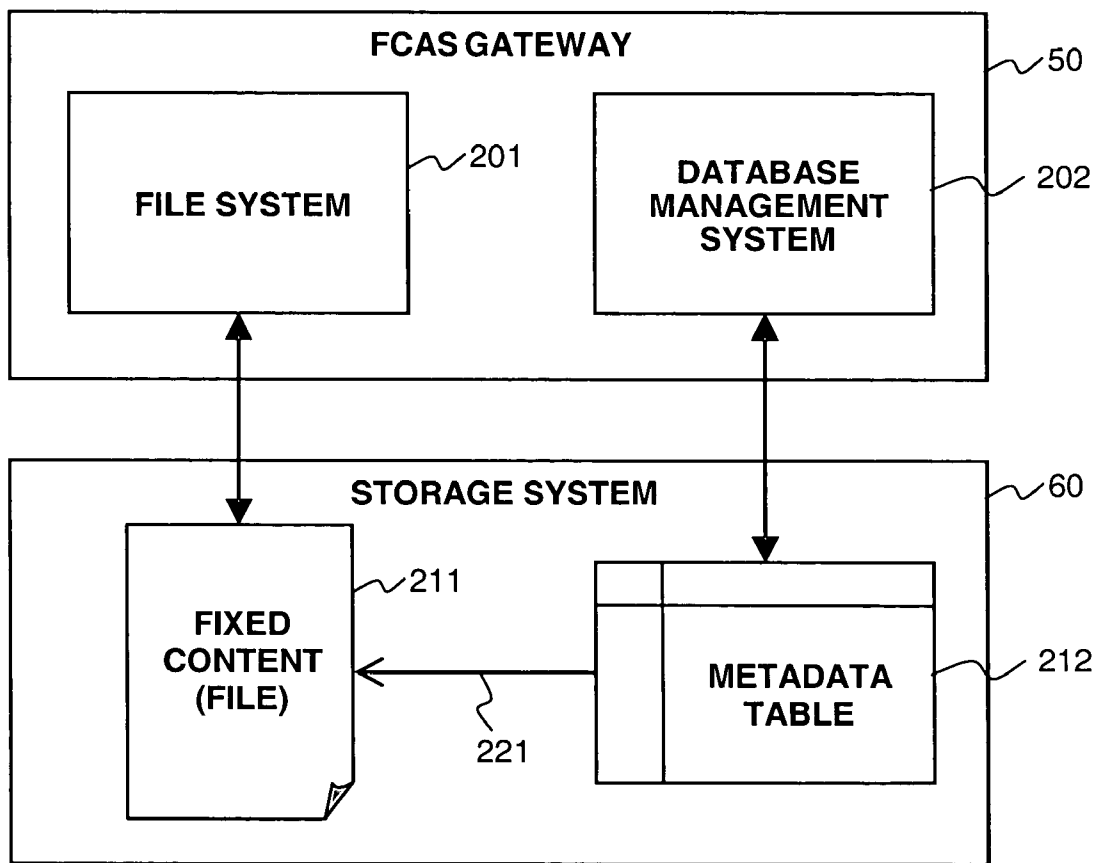 FCAS GATEWAY
50
FILE SYSTEM
201
DATABASE
MANAGEMENT
SYSTEM
202
STORAGE SYSTEM
60
FIXED
CONTENT
(FILE)
211
221
METADATA
TABLE
212